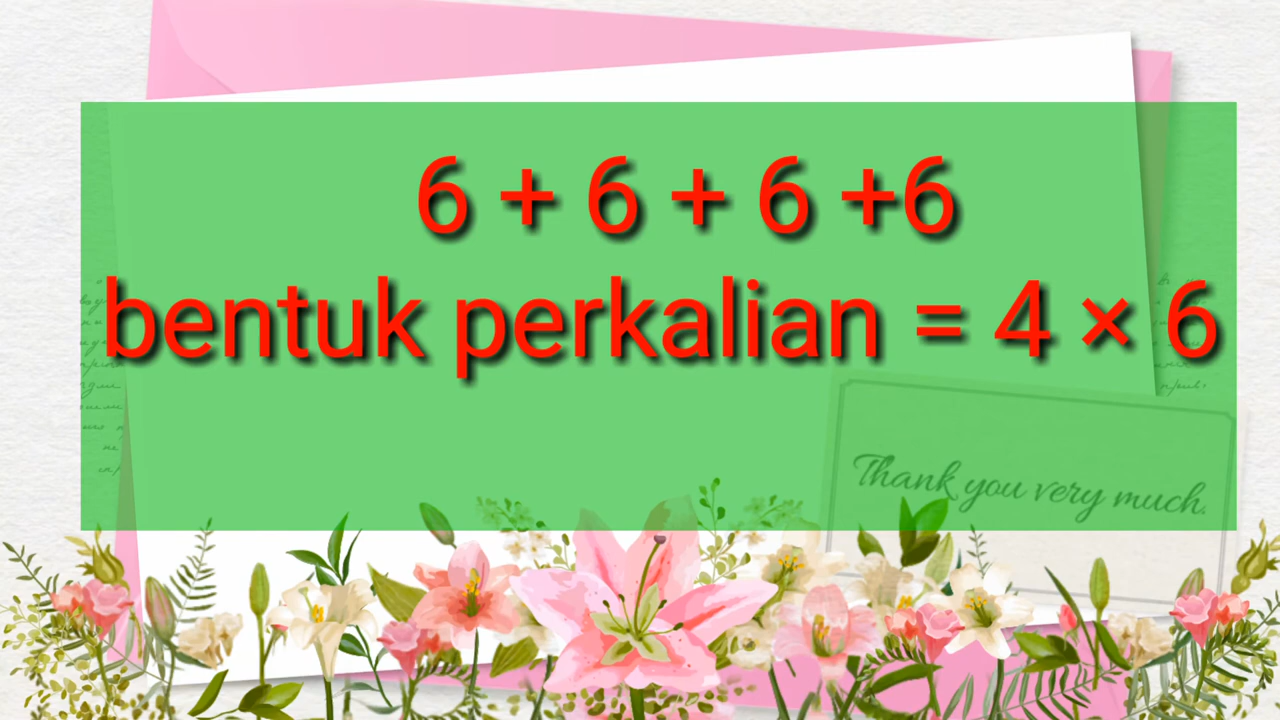 6 + 6 + 6 +6
bentuk perkalian = 4 × 6
Thank you very much.